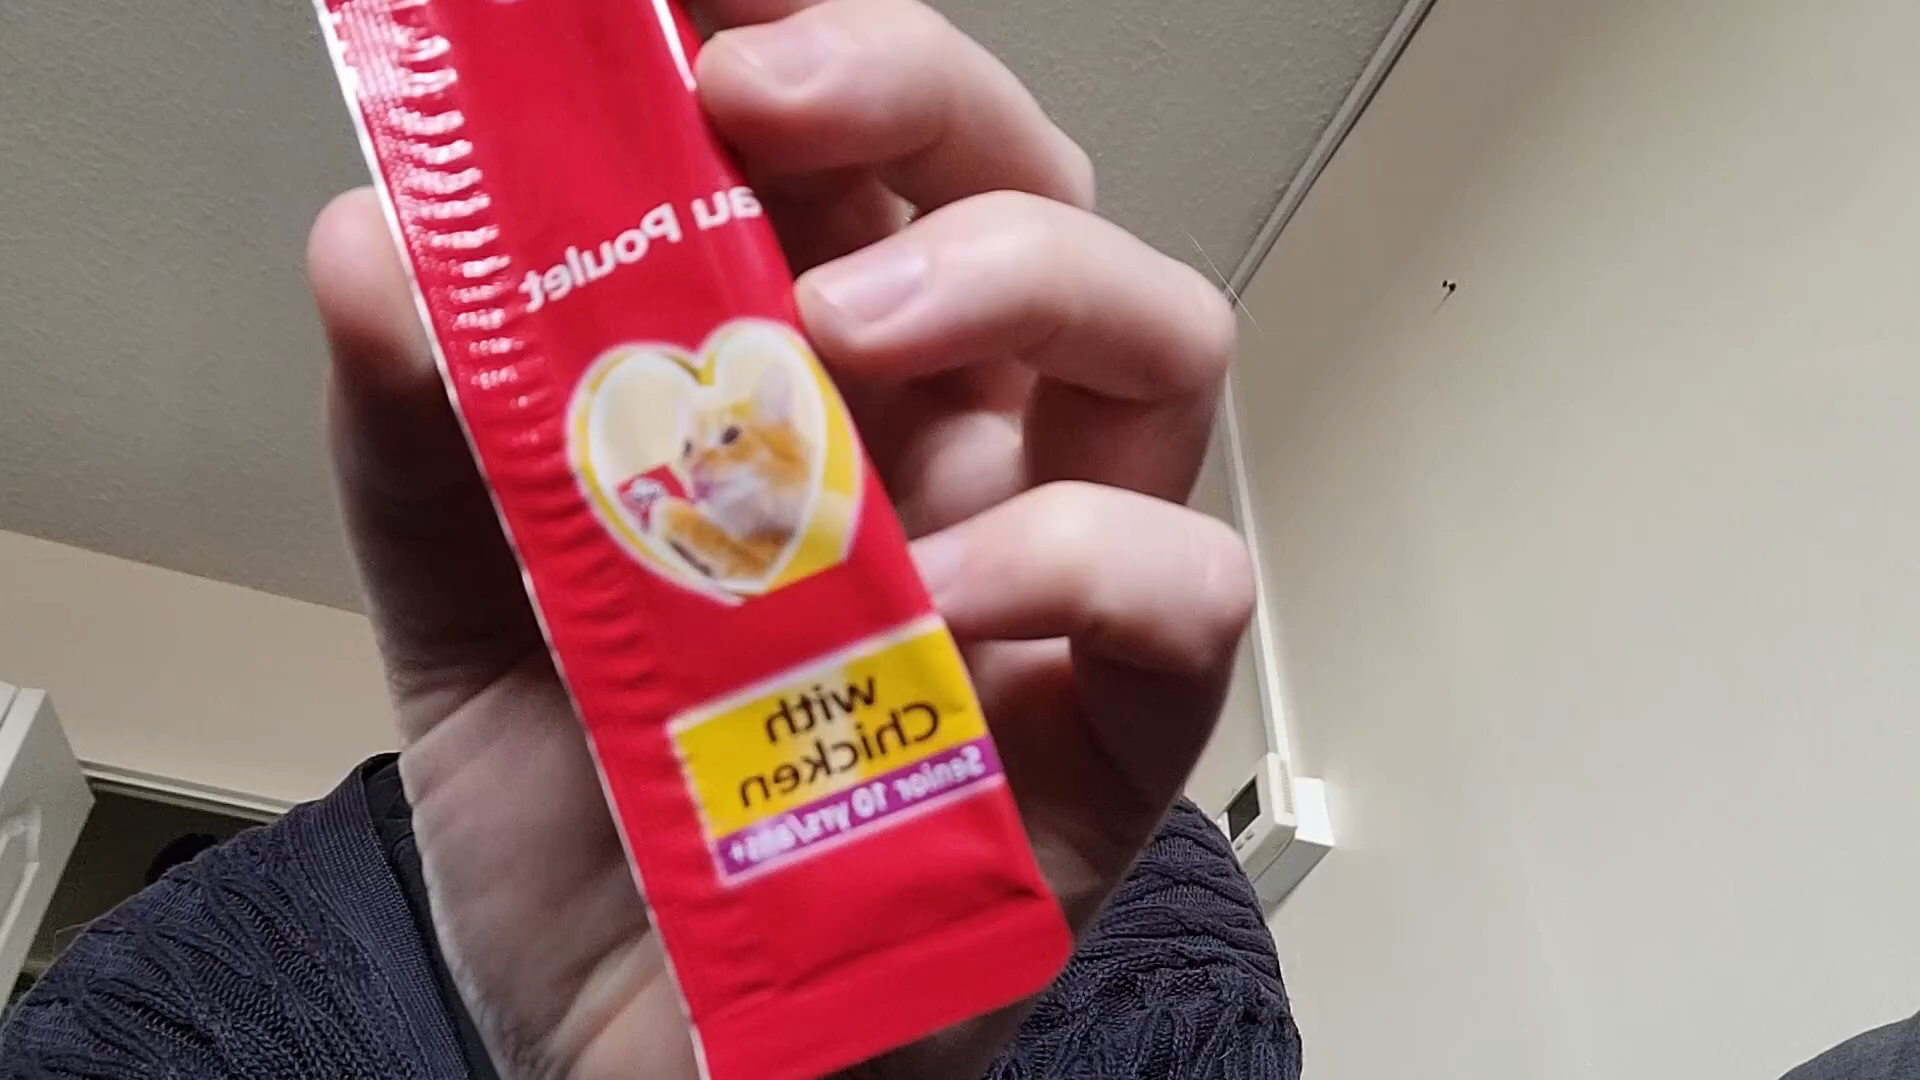 au Poulet
with
Chicken
Senior 10 yrs/ans+